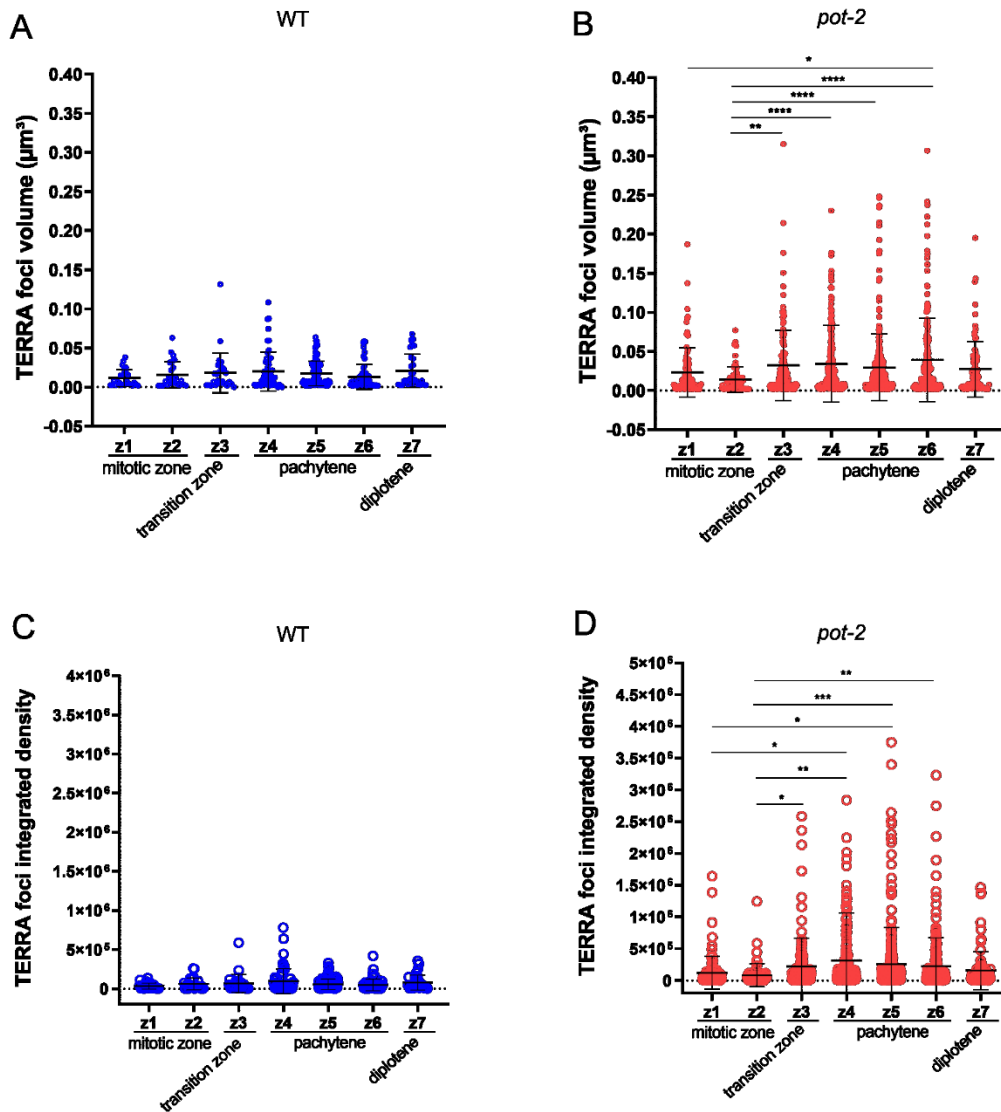 A
WT
TERRA foci volume (µm³)
0.40
0.35
0.30
0.25
0.20
0.15
0.10
0.05
0.00
-0.05
z1 z2 z3 z4 z5 z6 z7
mitotic zone
transition zone
pachytene
diplotene
B
pot-2
TERRA foci volume (µm³)
0.40
0.35
0.30
0.25
0.20
0.15
0.10
0.05
0.00
-0.05
*
****
****
****
**
z1 z2 z3 z4 z5 z6 z7
mitotic zone
transition zone
pachytene
diplotene
C
WT
TERRA foci integrated density
4×10⁶
3.5×10⁶
3×10⁶
2.5×10⁶
2×10⁶
1.5×10⁶
1×10⁶
5×10⁵
0
z1 z2 z3 z4 z5 z6 z7
mitotic zone
transition zone
pachytene
diplotene
D
pot-2
TERRA foci integrated density
5×10⁶
4.5×10⁶
4×10⁶
3.5×10⁶
3×10⁶
2.5×10⁶
2×10⁶
1.5×10⁶
1×10⁶
5×10⁵
0
**
***
*
*
**
*
z1 z2 z3 z4 z5 z6 z7
mitotic zone
transition zone
pachytene
diplotene